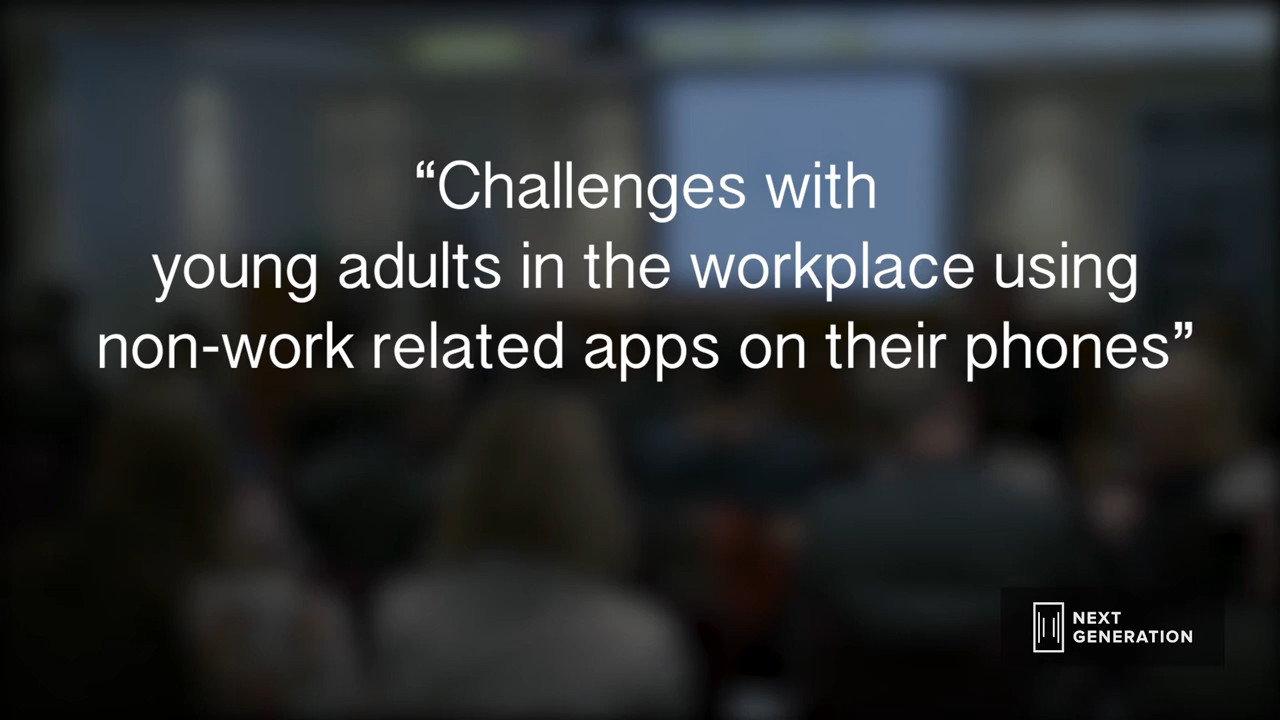 “Challenges with
young adults in the workplace using
non-work related apps on their phones”
NEXT
GENERATION